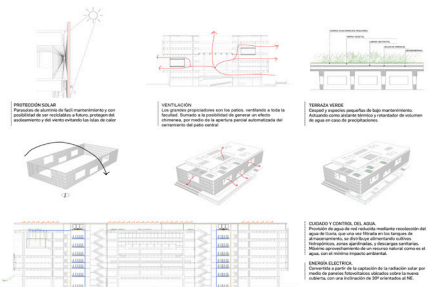 PROTECCIÓN SOLAR
Parasoles de aluminio de facil mantenimiento y con
posibilidad de ser reciclables a futuro, protegen del
asoleamiento y del viento evitando las islas de calor
VENTILACIÓN
Los grandes propiciadores son los patios, ventilando a toda la
facultad. Sumado a la posibilidad de generar un efecto
chimenea, por medio de la apertura parcial automatizada del
cerramiento del patio central
TERRAZA VERDE
Cesped y especies pequeñas de bajo mantenimiento.
Actuando como aislante térmico y retardador de volumen
de agua en caso de precipitaciones
CUIDADO Y CONTROL DEL AGUA.
Provisión de agua de red reducida mediante recolección del
agua de lluvia, que una vez filtrada en los tanques de
almacenamiento, se distribuye alimentando cultivos
hidropónicos, zonas ajardinadas, y descargas sanitarias.
Máximo aprovechamiento de un recurso natural como es el
agua, con el mínimo impacto ambiental.
ENERGÍA ELECTRICA.
Convertida a partir de la captación de la radiación solar por
medio de paneles fotovoltaicos ubicados sobre la nueva
cubierta, con una inclinación de 30º orientados al NE.